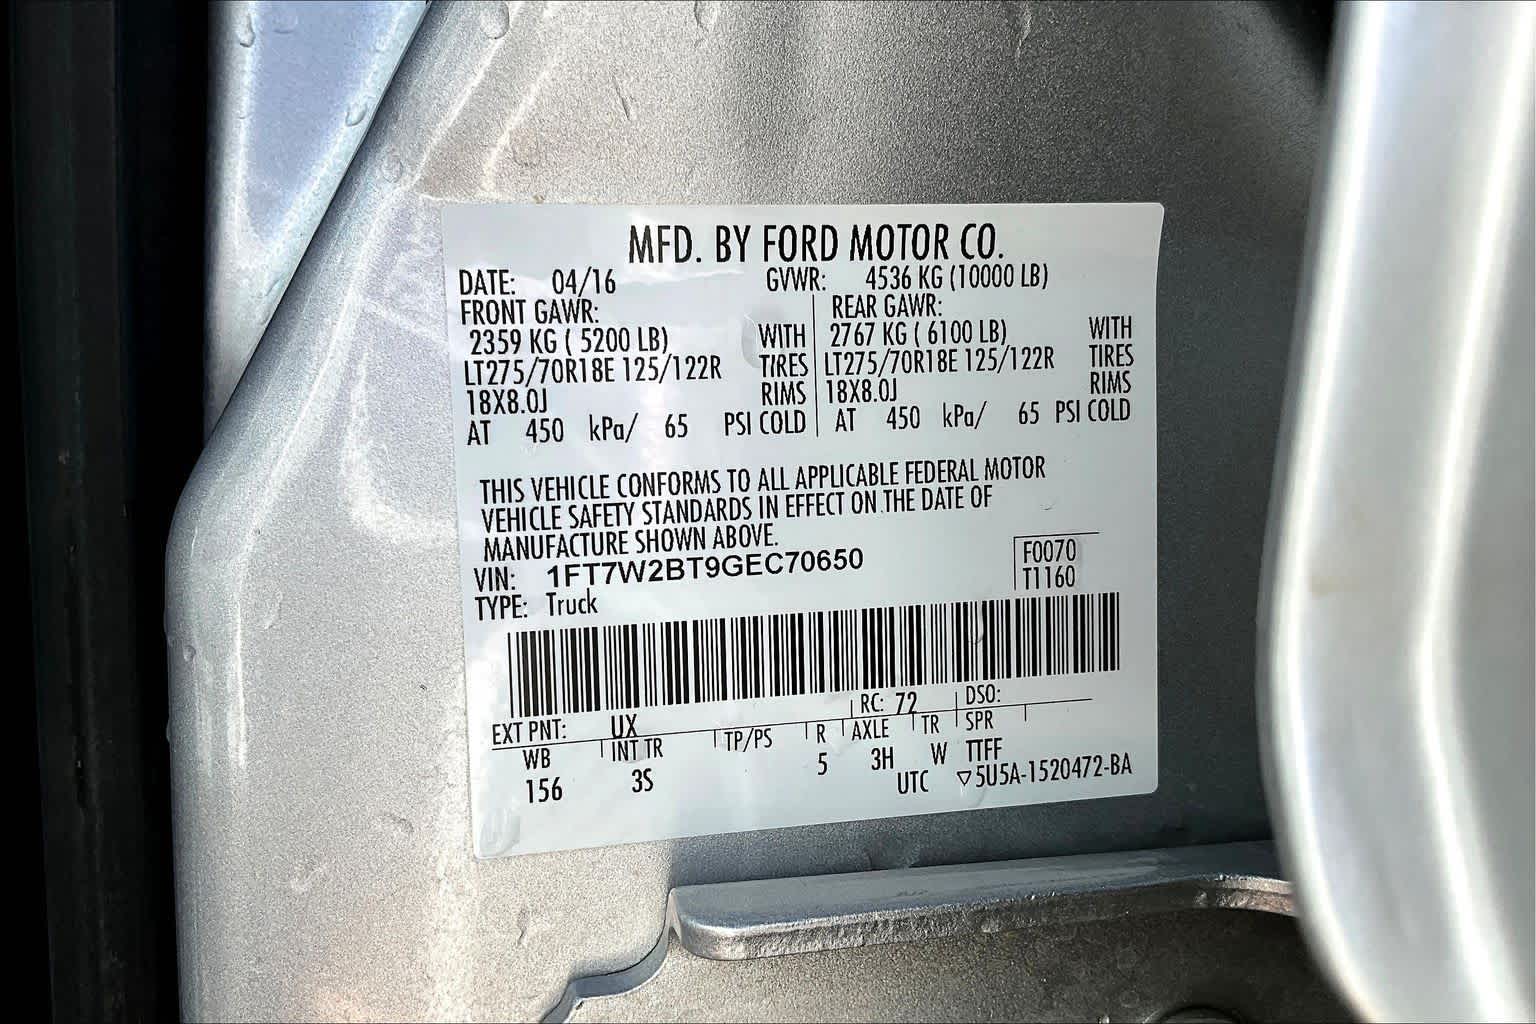 MFD. BY FORD MOTOR CO.
DATE: 04/16 GVWR: 4536 KG (10000 LB)
FRONT GAWR: REAR GAWR:
2359 KG ( 5200 LB) WITH 2767 KG ( 6100 LB) WITH
LT275/70R18E 125/122R TIRES LT275/70R18E 125/122R TIRES
18X8.0J RIMS 18X8.0J RIMS
AT 450 kPa/ 65 PSI COLD AT 450 kPa/ 65 PSI COLD
THIS VEHICLE CONFORMS TO ALL APPLICABLE FEDERAL MOTOR
VEHICLE SAFETY STANDARDS IN EFFECT ON THE DATE OF
MANUFACTURE SHOWN ABOVE.
VIN: 1FT7W2BT9GEC70650 F0070
TYPE: Truck T1160
EXT PNT: UX RC: 72 DSO:
WB INT TR TP/PS R AXLE TR SPR
156 3S 5 3H W TTFF
UTC ▽5U5A-1520472-BA